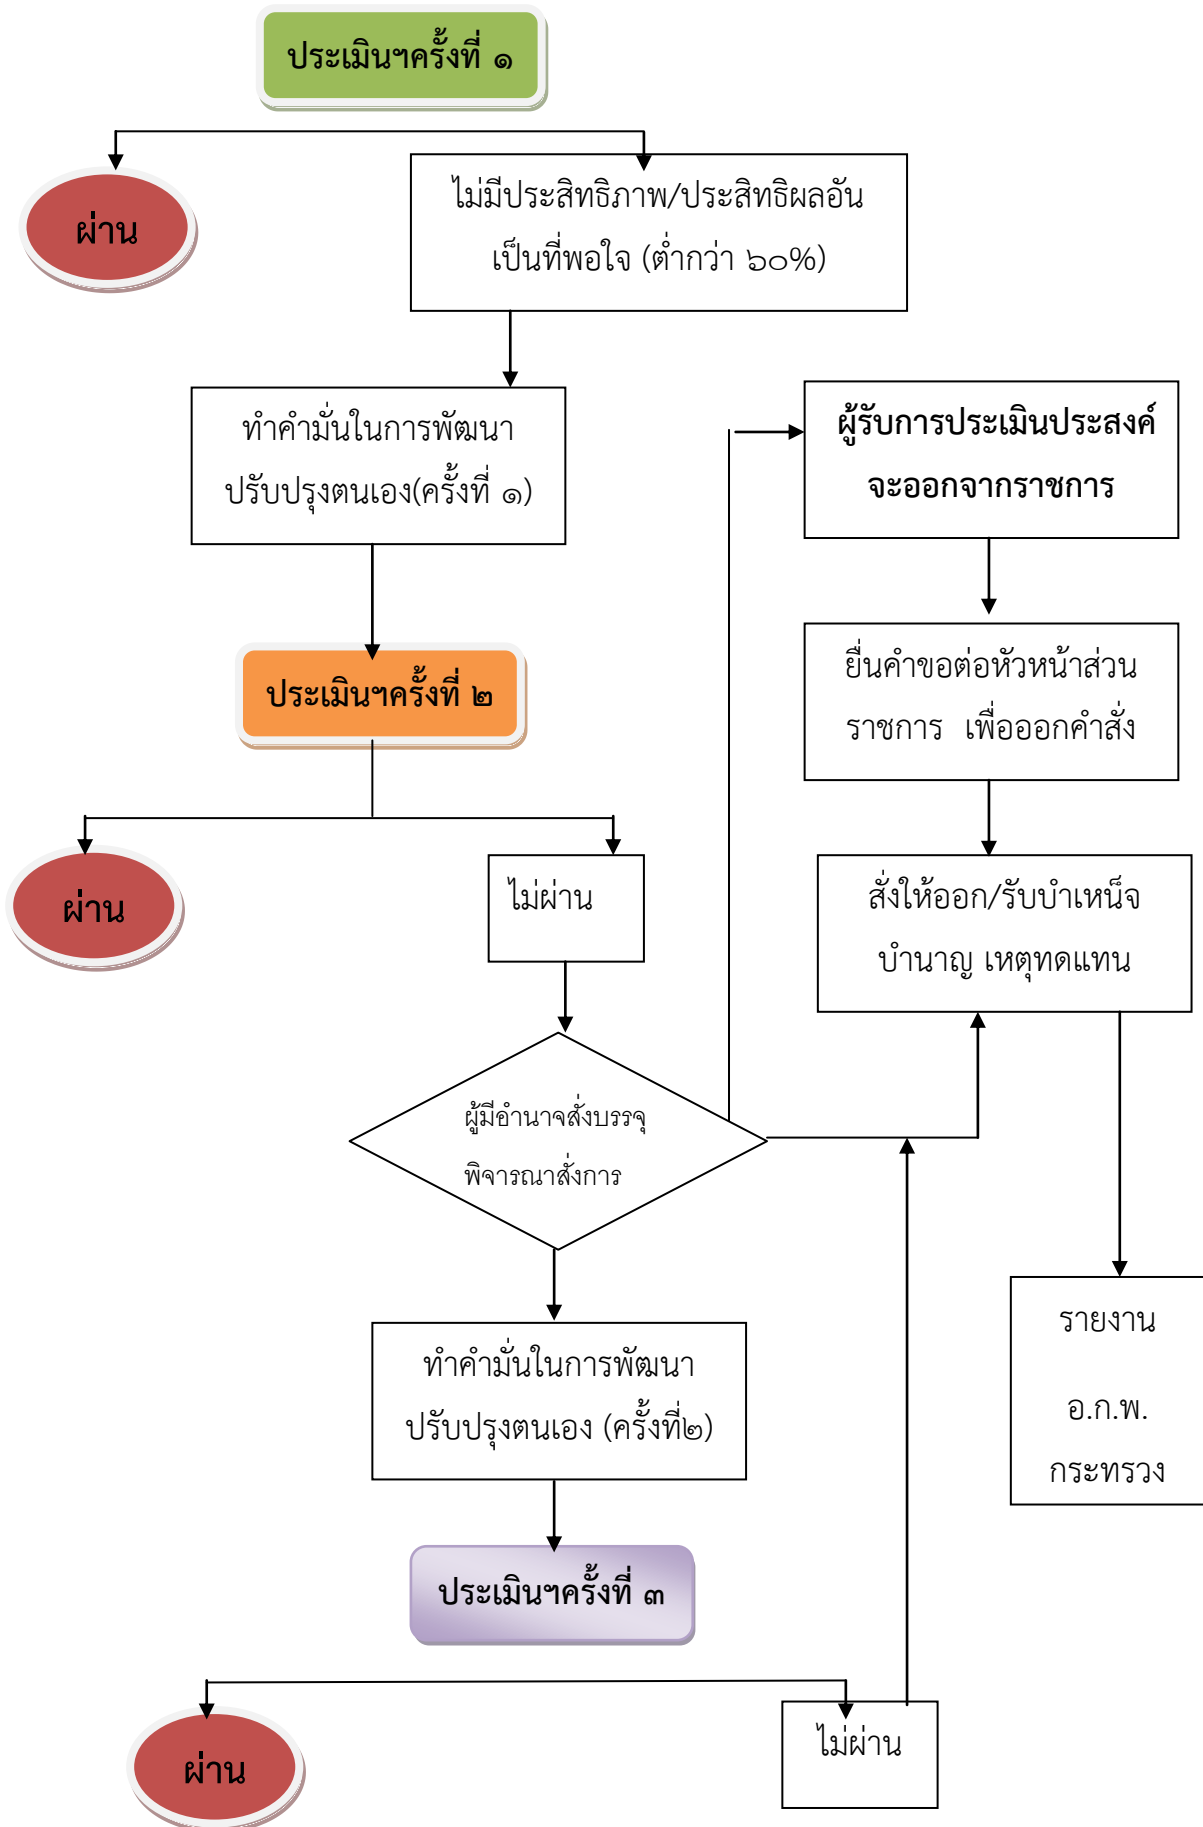 ประเมินฯครั้งที่ ๑
ผ่าน
ไม่มีประสิทธิภาพ/ประสิทธิผลอัน
เป็นที่พอใจ (ต่ำกว่า ๖๐%)
ทำคำมั่นในการพัฒนา
ปรับปรุงตนเอง(ครั้งที่ ๑)
ผู้รับการประเมินประสงค์
จะออกจากราชการ
ยื่นคำขอต่อหัวหน้าส่วน
ราชการ เพื่อออกคำสั่ง
ประเมินฯครั้งที่ ๒
ผ่าน
ไม่ผ่าน
สั่งให้ออก/รับบำเหน็จ
บำนาญ เหตุทดแทน
ผู้มีอำนาจสั่งบรรจุ
พิจารณาสั่งการ
ทำคำมั่นในการพัฒนา
ปรับปรุงตนเอง (ครั้งที่๒)
รายงาน
อ.ก.พ.
กระทรวง
ประเมินฯครั้งที่ ๓
ผ่าน
ไม่ผ่าน